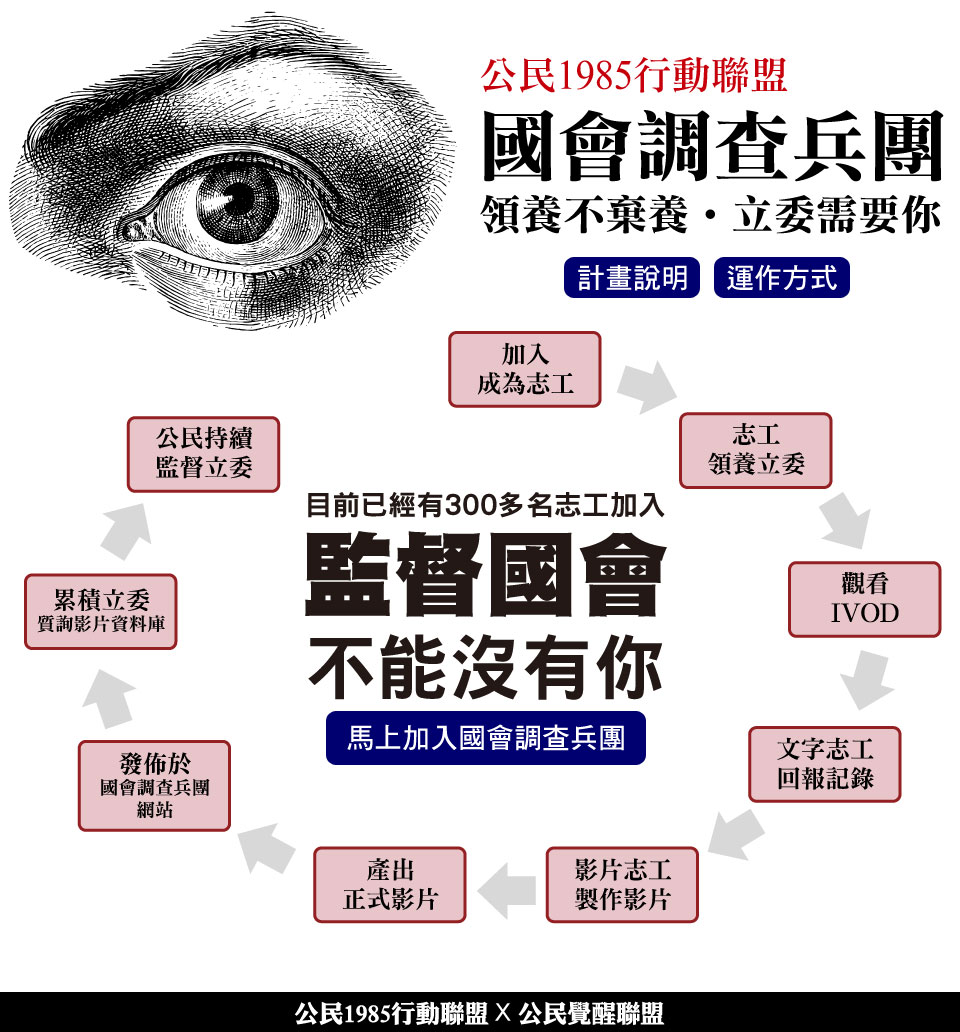 公民1985行動聯盟
國會調查兵團
領養不棄養・立委需要你
計畫說明
運作方式
加入
成為志工
志工
領養立委
觀看
IVOD
文字志工
回報記錄
影片志工
製作影片
產出
正式影片
發佈於
國會調查兵團
網站
累積立委
質詢影片資料庫
公民持續
監督立委
目前已經有300多名志工加入
監督國會
不能沒有你
馬上加入國會調查兵團
公民1985行動聯盟 X 公民覺醒聯盟